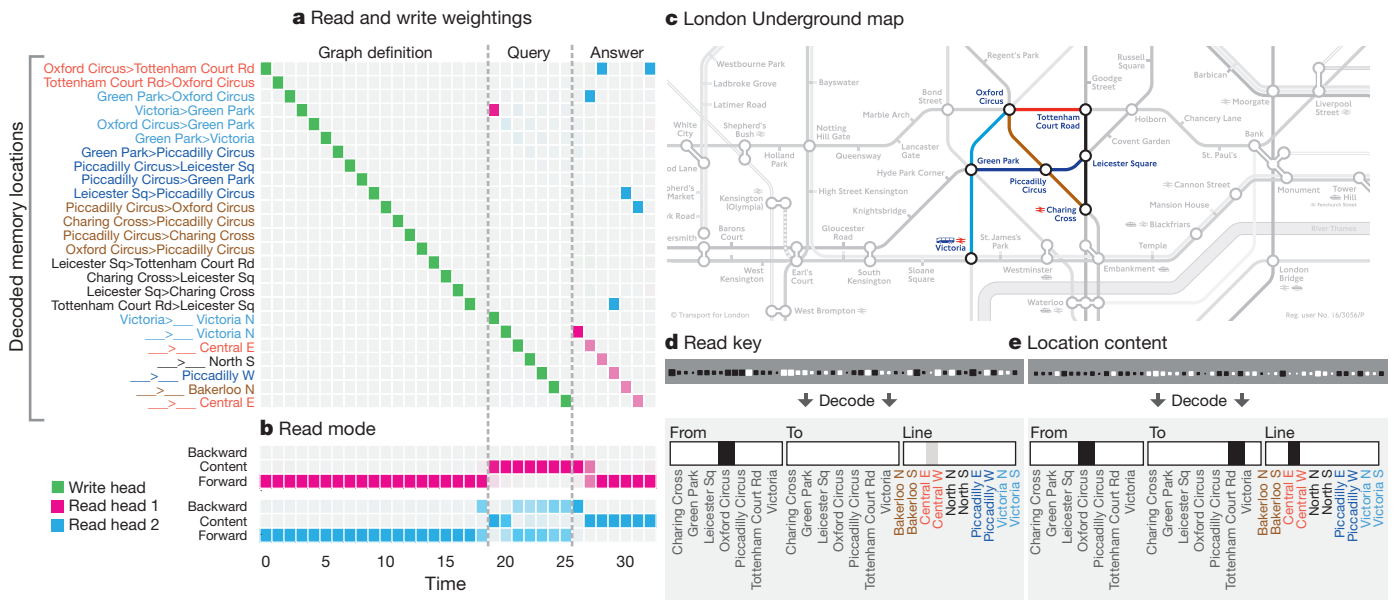 a Read and write weightings
Graph definition
Query
Answer
Decoded memory locations
Oxford Circus>Tottenham Court Rd
Tottenham Court Rd>Oxford Circus
Green Park>Oxford Circus
Victoria>Green Park
Oxford Circus>Green Park
Green Park>Victoria
Green Park>Piccadilly Circus
Piccadilly Circus>Leicester Sq
Piccadilly Circus>Green Park
Leicester Sq>Piccadilly Circus
Piccadilly Circus>Oxford Circus
Charing Cross>Piccadilly Circus
Piccadilly Circus>Charing Cross
Oxford Circus>Piccadilly Circus
Leicester Sq>Tottenham Court Rd
Charing Cross>Leicester Sq
Leicester Sq>Charing Cross
Tottenham Court Rd>Leicester Sq
Victoria>___ Victoria N
___>___ Victoria N
___>___ Central E
___>___ North S
___>___ Piccadilly W
___>___ Bakerloo N
___>___ Central E
b Read mode
Backward
Content
Forward
Backward
Content
Forward
Write head
Read head 1
Read head 2
0 5 10 15 20 25 30
Time
c London Underground map
Westbourne Park
Ladbroke Grove
Latimer Road
White
City
Shepherd's
Bush
Holland
Park
Bayswater
Notting
Hill Gate
Queensway
Lancaster
Gate
Marble Arch
Bond
Street
Regent's Park
Oxford
Circus
Goodge
Street
Russell
Square
Tottenham
Court Road
Holborn
Chancery Lane
Barbican
Moorgate
Liverpool
Street
Bank
St. Paul's
Covent Garden
Leicester Square
Green Park
Piccadilly
Circus
Hyde Park Corner
Knightsbridge
High Street Kensington
Kensington
(Olympia)
od Lane
pherd's
Market
k Road
ersmith
Barons
Court
West
Kensington
Earl's
Court
Gloucester
Road
South
Kensington
Sloane
Square
Victoria
St. James's
Park
Westminster
Charing
Cross
Embankment
Temple
Blackfriars
Mansion House
Cannon Street
Monument
Tower
Hill
Fenchurch Street
River Thames
London
Bridge
Waterloo
West Brompton
© Transport for London
Reg. user No. 16/3056/P
d Read key
Decode
From
To
Line
Charing Cross
Green Park
Leicester Sq
Oxford Circus
Piccadilly Circus
Tottenham Court Rd
Victoria
Charing Cross
Green Park
Leicester Sq
Oxford Circus
Piccadilly Circus
Tottenham Court Rd
Victoria
Bakerloo N
Bakerloo S
Central E
Central W
North N
North S
Piccadilly E
Piccadilly W
Victoria N
Victoria S
e Location content
Decode
From
To
Line
Charing Cross
Green Park
Leicester Sq
Oxford Circus
Piccadilly Circus
Tottenham Court Rd
Victoria
Charing Cross
Green Park
Leicester Sq
Oxford Circus
Piccadilly Circus
Tottenham Court Rd
Victoria
Bakerloo N
Bakerloo S
Central E
Central W
North N
North S
Piccadilly E
Piccadilly W
Victoria N
Victoria S